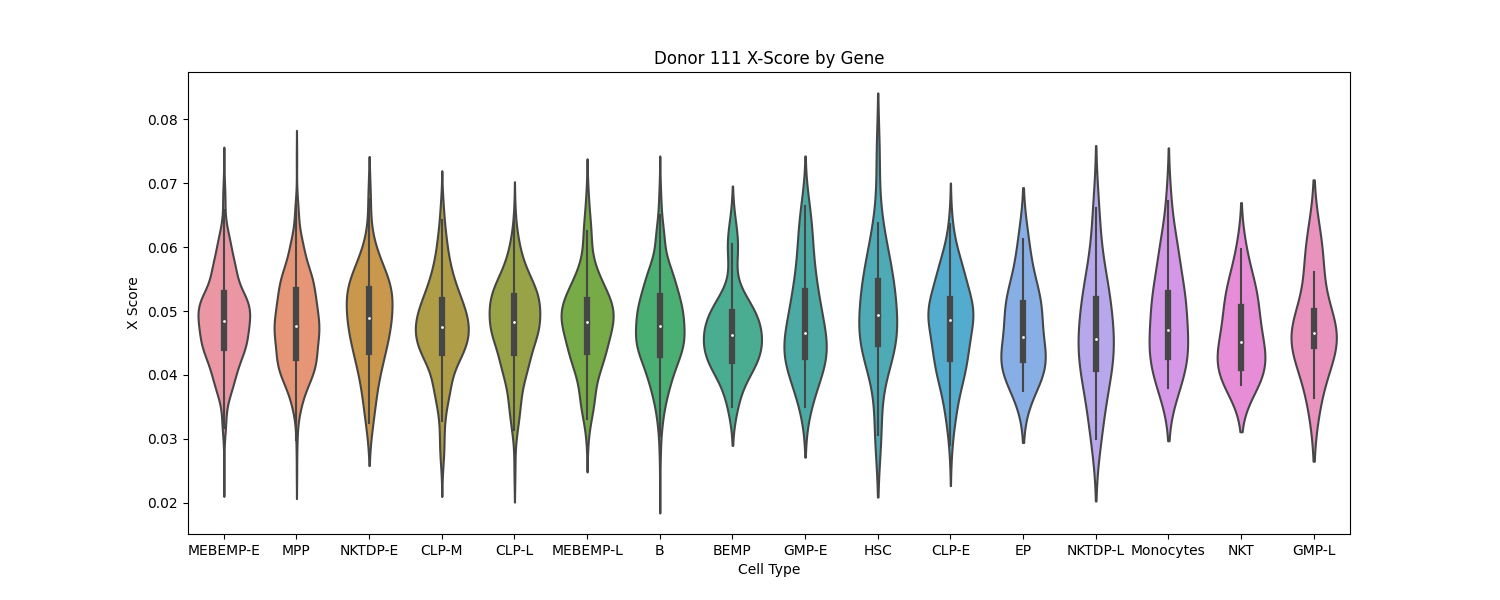 Donor 111 X-Score by Gene
0.08
0.07
0.06
0.05
0.04
0.03
0.02
X Score
MEBEMP-E MPP NKTDP-E CLP-M CLP-L MEBEMP-L B BEMP GMP-E HSC CLP-E EP NKTDP-L Monocytes NKT GMP-L
Cell Type